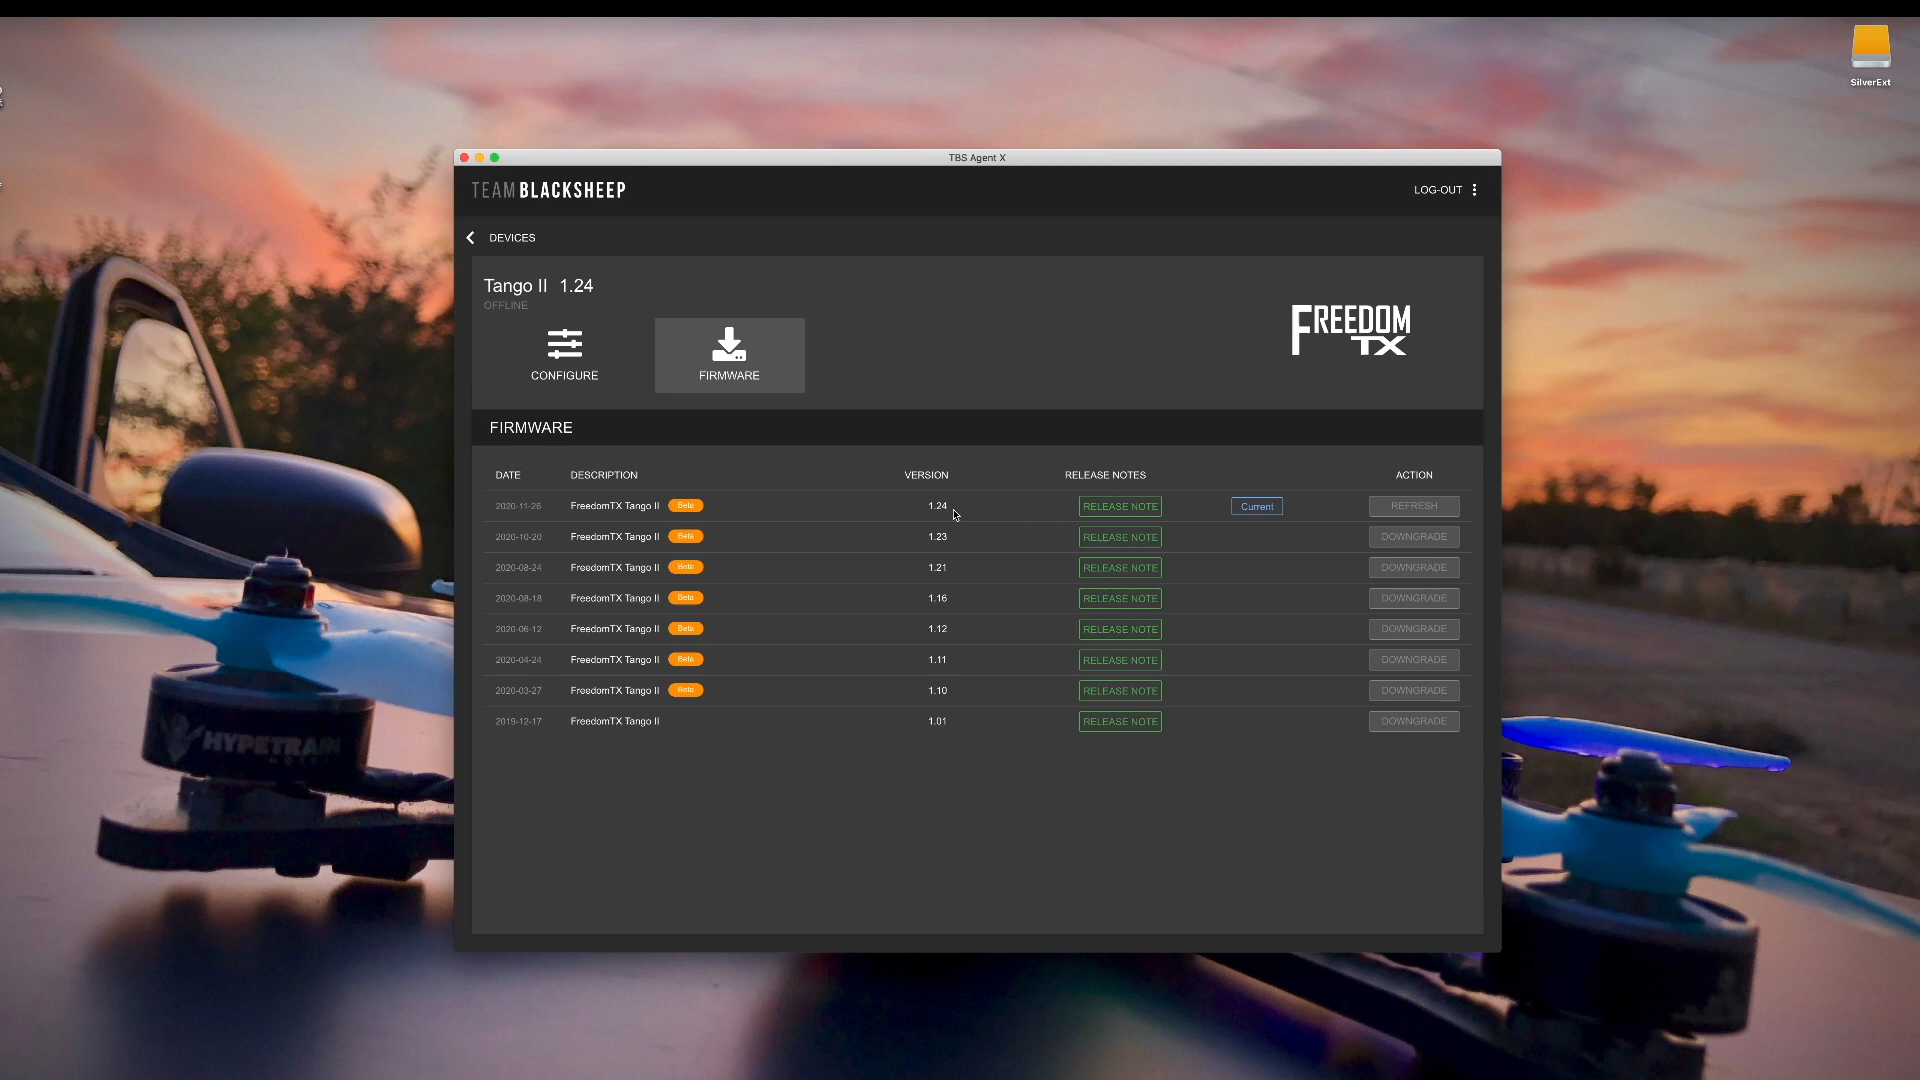 SilverExt
TBS Agent X
TEAM BLACKSHEEP
LOG-OUT
DEVICES
Tango II 1.24
OFFLINE
FREEDOM
TX
CONFIGURE
FIRMWARE
FIRMWARE
DATE DESCRIPTION VERSION RELEASE NOTES ACTION
2020-11-26 FreedomTX Tango II Beta 1.24 RELEASE NOTE Current REFRESH
2020-10-20 FreedomTX Tango II Beta 1.23 RELEASE NOTE DOWNGRADE
2020-08-24 FreedomTX Tango II Beta 1.21 RELEASE NOTE DOWNGRADE
2020-08-18 FreedomTX Tango II Beta 1.16 RELEASE NOTE DOWNGRADE
2020-06-12 FreedomTX Tango II Beta 1.12 RELEASE NOTE DOWNGRADE
2020-04-24 FreedomTX Tango II Beta 1.11 RELEASE NOTE DOWNGRADE
2020-03-27 FreedomTX Tango II Beta 1.10 RELEASE NOTE DOWNGRADE
2019-12-17 FreedomTX Tango II 1.01 RELEASE NOTE DOWNGRADE
HYPETRAIN